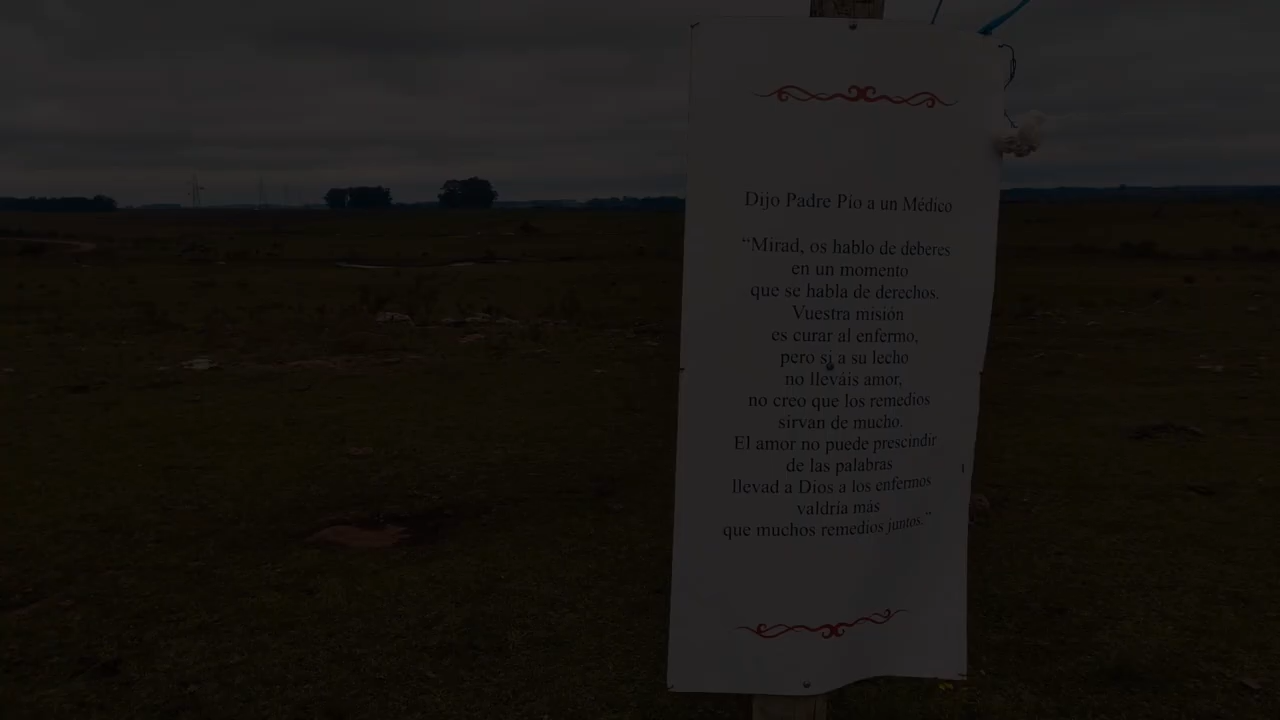 Dijo Padre Pío a un Médico
“Mirad, os hablo de deberes
en un momento
que se habla de derechos.
Vuestra misión
es curar al enfermo,
pero si a su lecho
no lleváis amor,
no creo que los remedios
sirvan de mucho.
El amor no puede prescindir
de las palabras
llevad a Dios a los enfermos
valdría más
que muchos remedios juntos.”